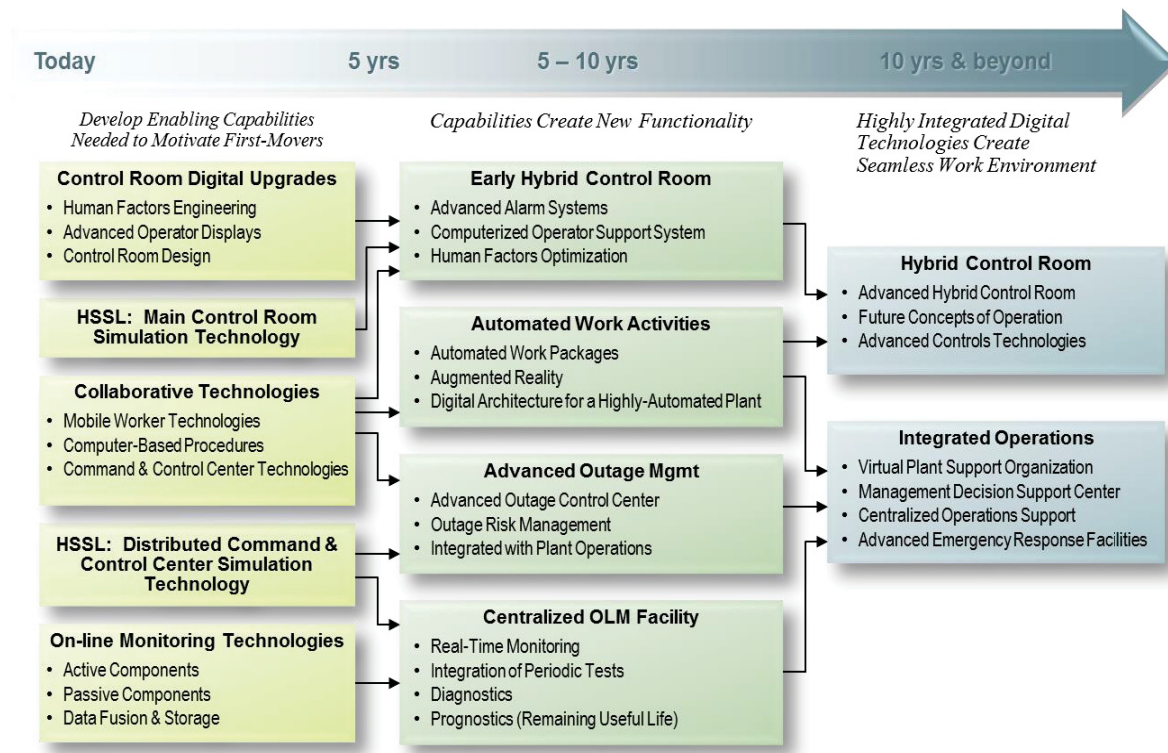 Today
5 yrs
5 – 10 yrs
10 yrs & beyond
Develop Enabling Capabilities
Needed to Motivate First-Movers
Capabilities Create New Functionality
Highly Integrated Digital
Technologies Create
Seamless Work Environment
Control Room Digital Upgrades
• Human Factors Engineering
• Advanced Operator Displays
• Control Room Design
HSSL: Main Control Room
Simulation Technology
Collaborative Technologies
• Mobile Worker Technologies
• Computer-Based Procedures
• Command & Control Center Technologies
HSSL: Distributed Command &
Control Center Simulation
Technology
On-line Monitoring Technologies
• Active Components
• Passive Components
• Data Fusion & Storage
Early Hybrid Control Room
• Advanced Alarm Systems
• Computerized Operator Support System
• Human Factors Optimization
Automated Work Activities
• Automated Work Packages
• Augmented Reality
• Digital Architecture for a Highly-Automated Plant
Advanced Outage Mgmt
• Advanced Outage Control Center
• Outage Risk Management
• Integrated with Plant Operations
Centralized OLM Facility
• Real-Time Monitoring
• Integration of Periodic Tests
• Diagnostics
• Prognostics (Remaining Useful Life)
Hybrid Control Room
• Advanced Hybrid Control Room
• Future Concepts of Operation
• Advanced Controls Technologies
Integrated Operations
• Virtual Plant Support Organization
• Management Decision Support Center
• Centralized Operations Support
• Advanced Emergency Response Facilities